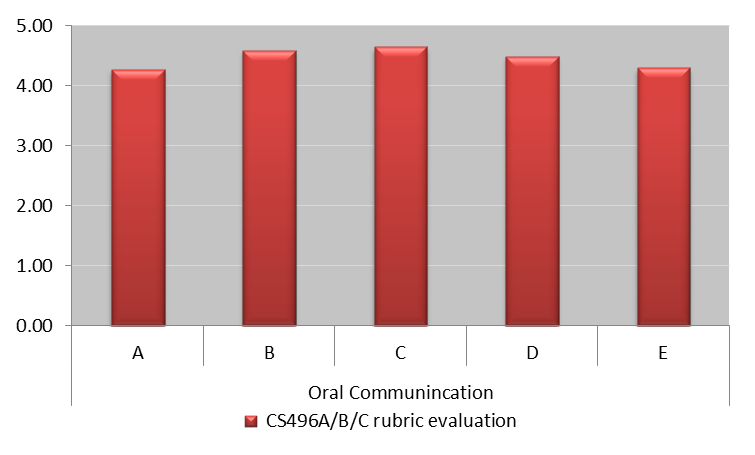 5.00
4.00
3.00
2.00
1.00
0.00
A B C D E
Oral Communincation
CS496A/B/C rubric evaluation